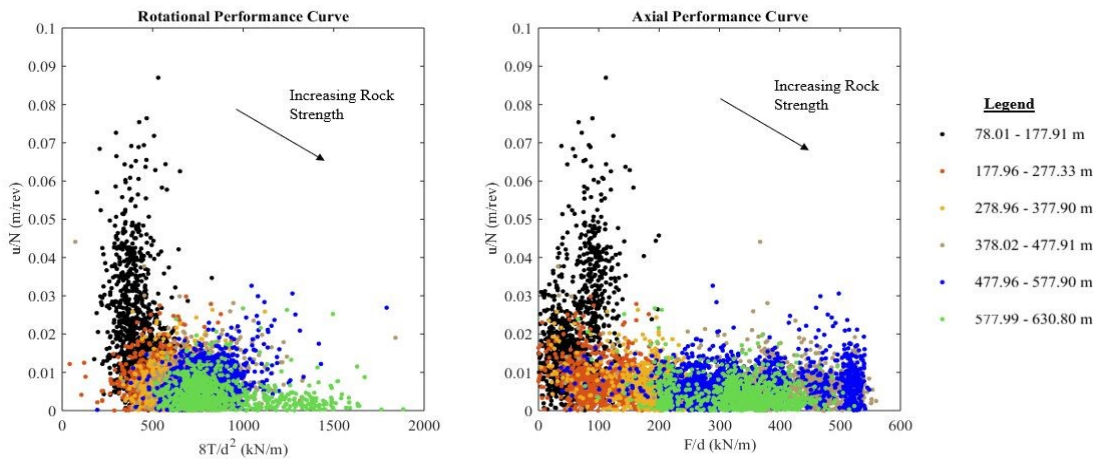 Rotational Performance Curve
0.1
0.09
0.08
0.07
0.06
0.05
0.04
0.03
0.02
0.01
0
u/N (m/rev)
Increasing Rock
Strength
0
500
1000
1500
2000
8T/d² (kN/m)
Axial Performance Curve
0.1
0.09
0.08
0.07
0.06
0.05
0.04
0.03
0.02
0.01
0
u/N (m/rev)
Increasing Rock
Strength
0
100
200
300
400
500
600
F/d (kN/m)
Legend
78.01 - 177.91 m
177.96 - 277.33 m
278.96 - 377.90 m
378.02 - 477.91 m
477.96 - 577.90 m
577.99 - 630.80 m